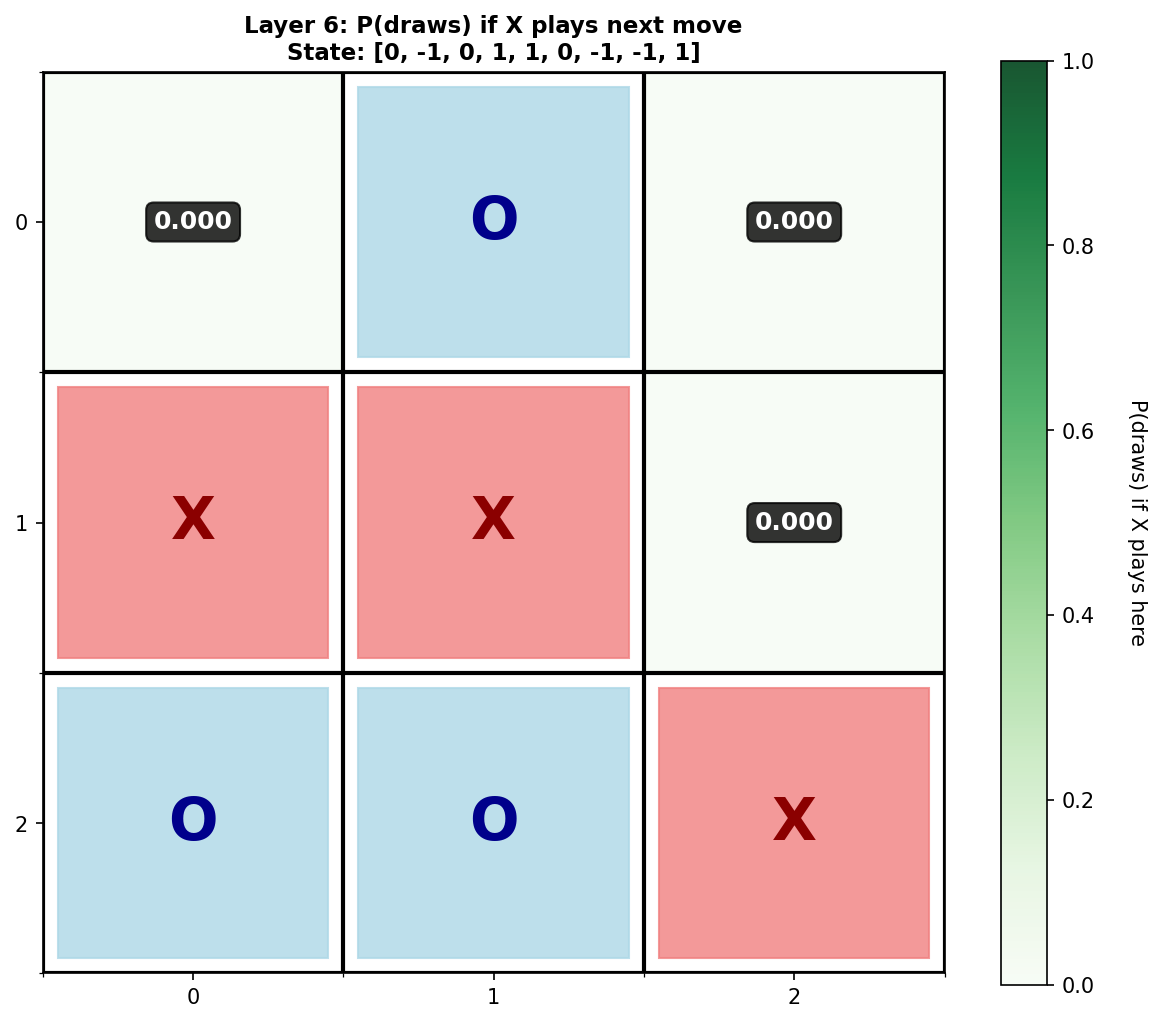 Layer 6: P(draws) if X plays next move
State: [0, -1, 0, 1, 1, 0, -1, -1, 1]
0.000 O 0.000
X X 0.000
O O X
0
1
2
0 1 2
1.0
0.8
0.6
0.4
0.2
0.0
P(draws) if X plays here